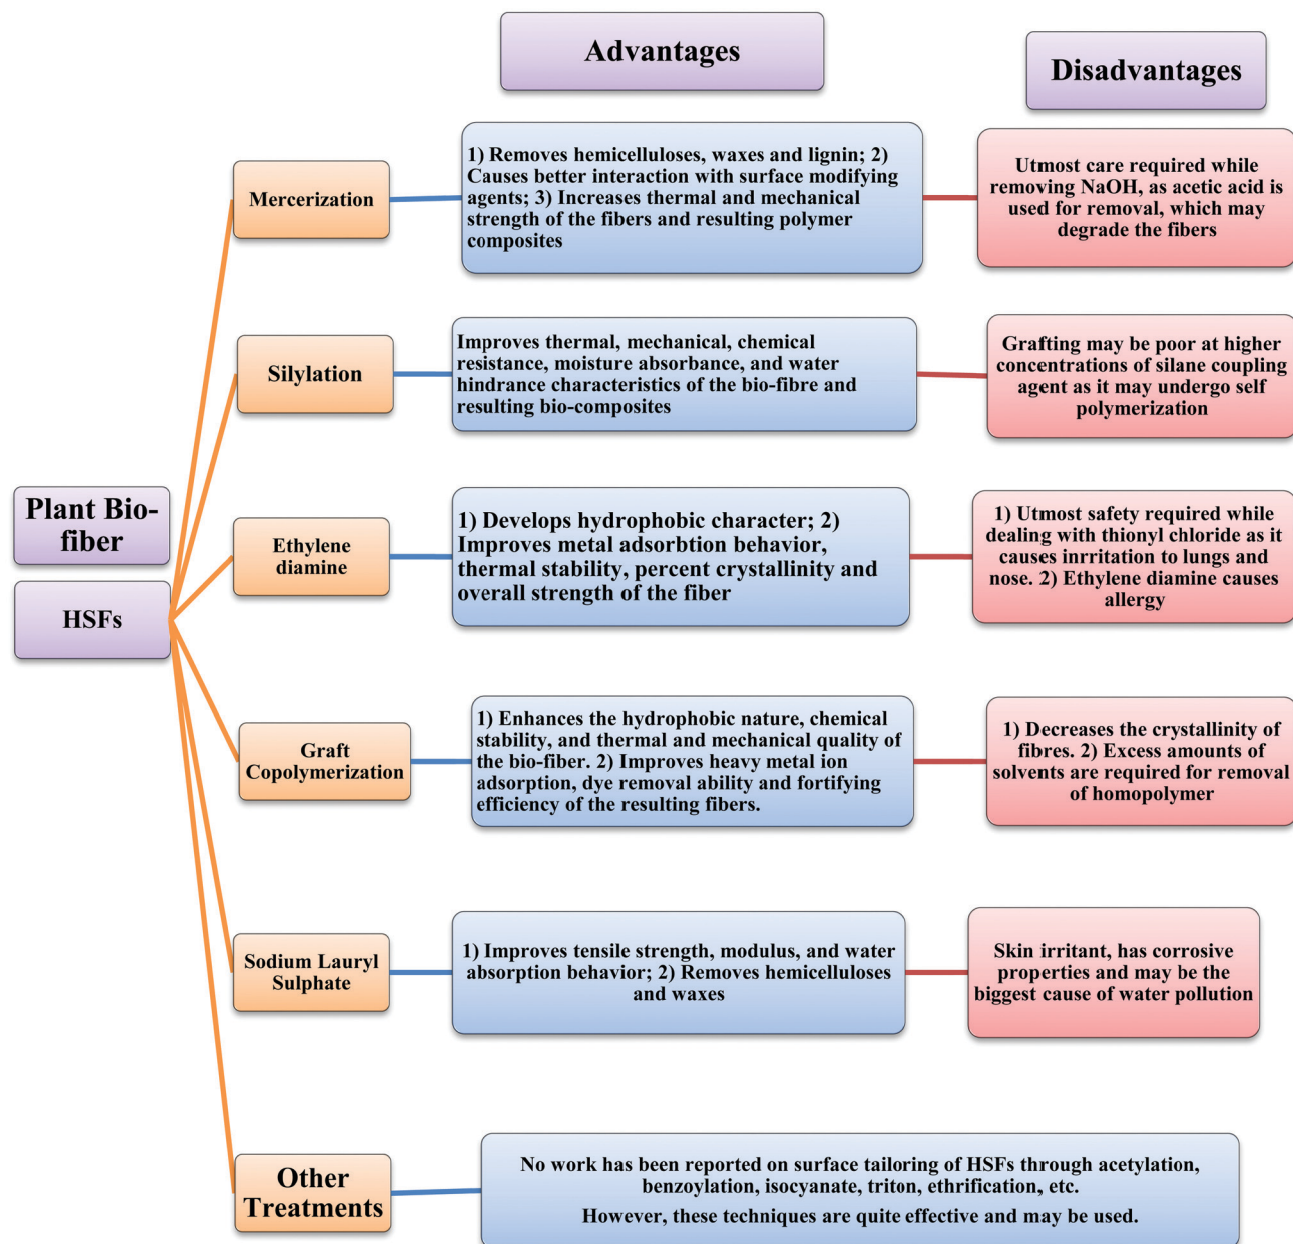 Advantages
Disadvantages
Plant Bio-
fiber
HSFs
Mercerization
1) Removes hemicelluloses, waxes and lignin; 2)
Causes better interaction with surface modifying
agents; 3) Increases thermal and mechanical
strength of the fibers and resulting polymer
composites
Utmost care required while
removing NaOH, as acetic acid is
used for removal, which may
degrade the fibers
Silylation
Improves thermal, mechanical, chemical
resistance, moisture absorbance, and water
hindrance characteristics of the bio-fibre and
resulting bio-composites
Grafting may be poor at higher
concentrations of silane coupling
agent as it may undergo self
polymerization
Ethylene
diamine
1) Develops hydrophobic character; 2)
Improves metal adsorbtion behavior,
thermal stability, percent crystallinity and
overall strength of the fiber
1) Utmost safety required while
dealing with thionyl chloride as it
causes inrritation to lungs and
nose. 2) Ethylene diamine causes
allergy
Graft
Copolymerization
1) Enhances the hydrophobic nature, chemical
stability, and thermal and mechanical quality of
the bio-fiber. 2) Improves heavy metal ion
adsorption, dye removal ability and fortifying
efficiency of the resulting fibers.
1) Decreases the crystallinity of
fibres. 2) Excess amounts of
solvents are required for removal
of homopolymer
Sodium Lauryl
Sulphate
1) Improves tensile strength, modulus, and water
absorption behavior; 2) Removes hemicelluloses
and waxes
Skin irritant, has corrosive
properties and may be the
biggest cause of water pollution
Other
Treatments
No work has been reported on surface tailoring of HSFs through acetylation,
benzoylation, isocyanate, triton, ethrification, etc.
However, these techniques are quite effective and may be used.